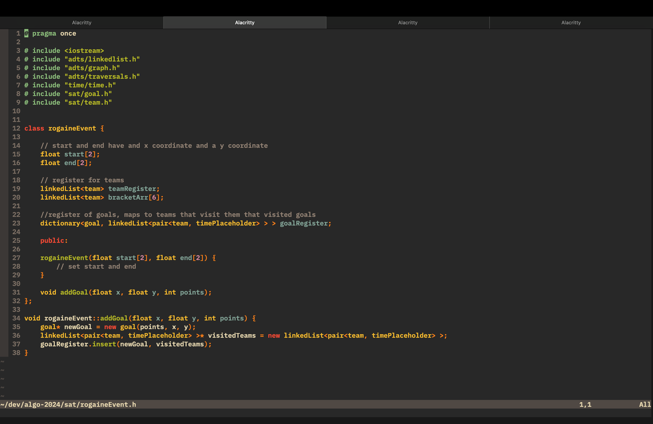 Alacritty Alacritty Alacritty Alacritty
1 # pragma once
2
3 # include <iostream>
4 # include "adts/linkedlist.h"
5 # include "adts/graph.h"
6 # include "adts/traversals.h"
7 # include "time/time.h"
8 # include "sat/goal.h"
9 # include "sat/team.h"
10
11
12 class rogaineEvent {
13
14     // start and end have and x coordinate and a y coordinate
15     float start[2];
16     float end[2];
17
18     // register for teams
19     linkedList<team> teamRegister;
20     linkedList<team> bracketArr[6];
21
22     //register of goals, maps to teams that visit them that visited goals
23     dictionary<goal, linkedList<pair<team, timePlaceholder> > > goalRegister;
24
25     public:
26
27     rogaineEvent(float start[2], float end[2]) {
28         // set start and end
29     }
30
31     void addGoal(float x, float y, int points);
32 };
33
34 void rogaineEvent::addGoal(float x, float y, int points) {
35     goal* newGoal = new goal(points, x, y);
36     linkedList<pair<team, timePlaceholder> >* visitedTeams = new linkedList<pair<team, timePlaceholder> >;
37     goalRegister.insert(newGoal, visitedTeams);
38 }
~
~
~
~
~
~/dev/algo-2024/sat/rogaineEvent.h 1,1 All